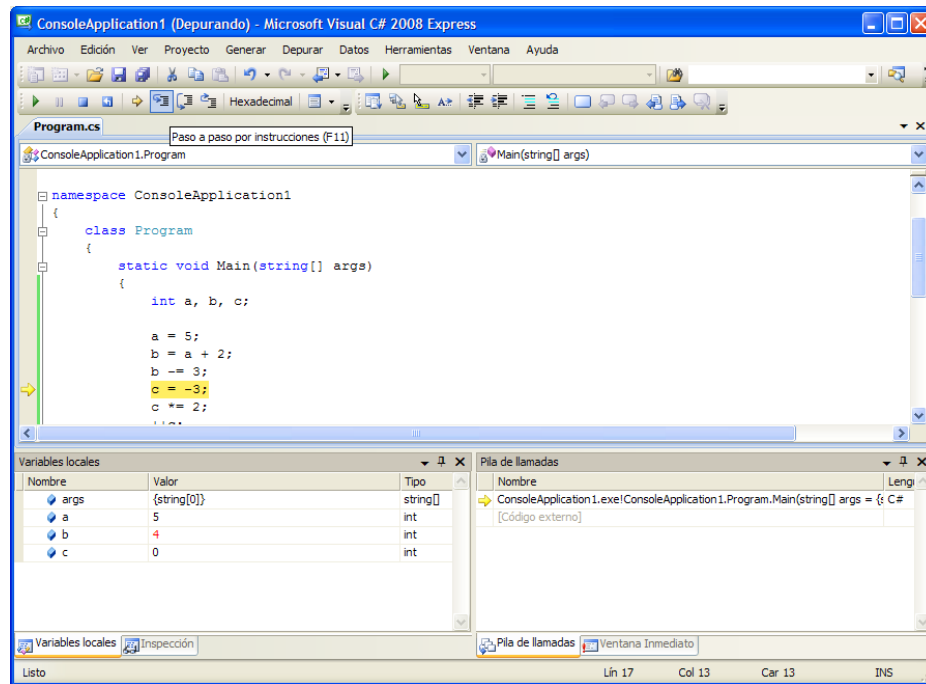 ConsoleApplication1 (Depurando) - Microsoft Visual C# 2008 Express
Archivo Edición Ver Proyecto Generar Depurar Datos Herramientas Ventana Ayuda
Hexadecimal
Program.cs
Paso a paso por instrucciones (F11)
ConsoleApplication1.Program
Main(string[] args)
namespace ConsoleApplication1
{
class Program
{
static void Main(string[] args)
{
int a, b, c;
a = 5;
b = a + 2;
b -= 3;
c = -3;
c *= 2;
Variables locales
Nombre Valor Tipo
args {string[0]} string[]
a 5 int
b 4 int
c 0 int
Variables locales Inspección
Pila de llamadas
Nombre Lengu
ConsoleApplication1.exe!ConsoleApplication1.Program.Main(string[] args = {s C#
[Código externo]
Pila de llamadas Ventana Inmediato
Listo Lín 17 Col 13 Car 13 INS